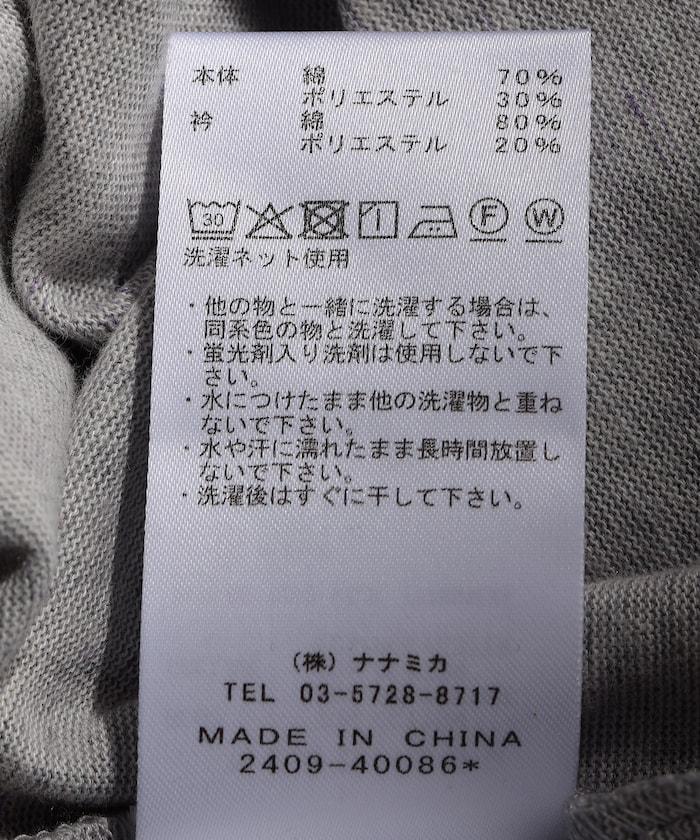 本体 綿 70%
ポリエステル 30%
衿 綿 80%
ポリエステル 20%
30 F W
洗濯ネット使用
・他の物と一緒に洗濯する場合は、
同系色の物と洗濯して下さい。
・蛍光剤入り洗剤は使用しないで下
さい。
・水につけたまま他の洗濯物と重ね
ないで下さい。
・水や汗に濡れたまま長時間放置し
ないで下さい。
・洗濯後はすぐに干して下さい。
(株) ナナミカ
TEL 03-5728-8717
MADE IN CHINA
2409-40086*